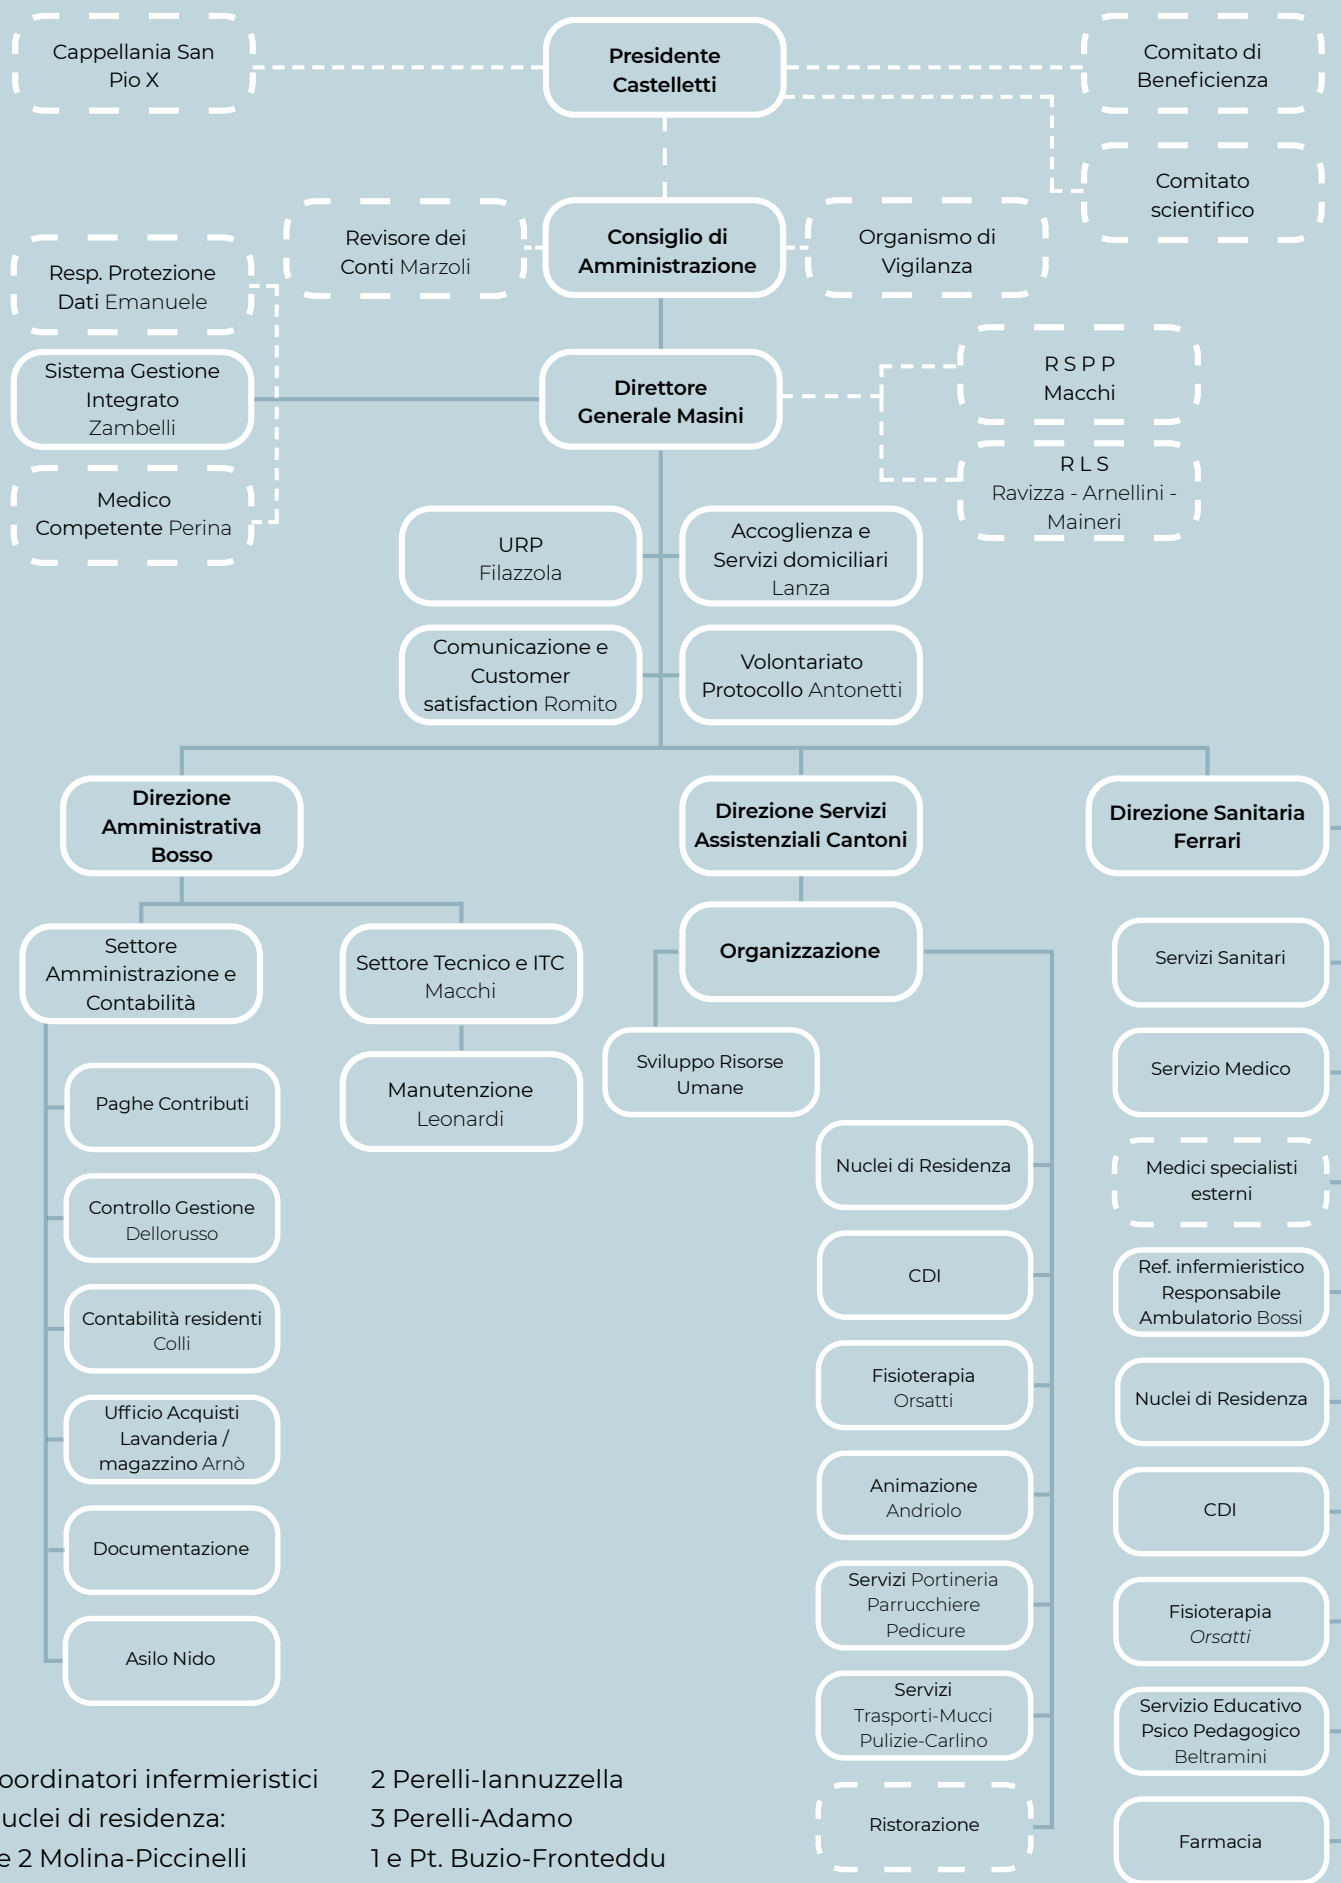 Cappellania San
Pio X
Presidente
Castelletti
Comitato di
Beneficienza
Comitato
scientifico
Revisore dei
Conti Marzoli
Consiglio di
Amministrazione
Organismo di
Vigilanza
Resp. Protezione
Dati Emanuele
Sistema Gestione
Integrato
Zambelli
Medico
Competente Perina
Direttore
Generale Masini
R S P P
Macchi
R L S
Ravizza - Arnellini -
Maineri
URP
Filazzola
Accoglienza e
Servizi domiciliari
Lanza
Comunicazione e
Customer
satisfaction Romito
Volontariato
Protocollo Antonetti
Direzione
Amministrativa
Bosso
Direzione Servizi
Assistenziali Cantoni
Direzione Sanitaria
Ferrari
Settore
Amministrazione e
Contabilità
Settore Tecnico e ITC
Macchi
Manutenzione
Leonardi
Paghe Contributi
Controllo Gestione
Dellorusso
Contabilità residenti
Colli
Ufficio Acquisti
Lavanderia /
magazzino Arnò
Documentazione
Asilo Nido
Organizzazione
Sviluppo Risorse
Umane
Nuclei di Residenza
CDI
Fisioterapia
Orsatti
Animazione
Andriolo
Servizi Portineria
Parrucchiere
Pedicure
Servizi
Trasporti-Mucci
Pulizie-Carlino
Ristorazione
Servizi Sanitari
Servizio Medico
Medici specialisti
esterni
Ref. infermieristico
Responsabile
Ambulatorio Bossi
Nuclei di Residenza
CDI
Fisioterapia
Orsatti
Servizio Educativo
Psico Pedagogico
Beltramini
Farmacia
oordinatori infermieristici
uclei di residenza:
e 2 Molina-Piccinelli
2 Perelli-Iannuzzella
3 Perelli-Adamo
1 e Pt. Buzio-Fronteddu